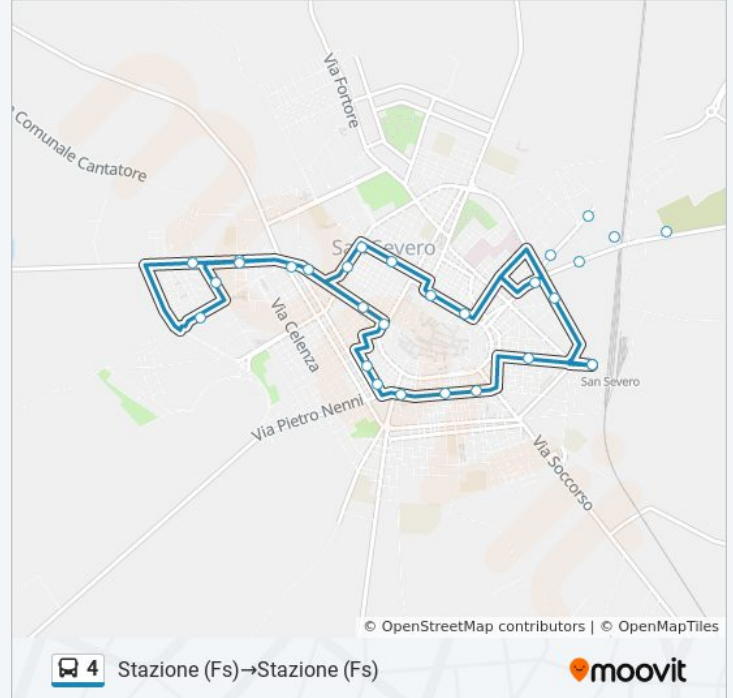 Via Fortore
Comunale Cantatore
San Severo
Via Celenza
San Severo
Via Pietro Nenni
Via Soccorso
© OpenStreetMap contributors | © OpenMapTiles
4 Stazione (Fs)→Stazione (Fs)
moovit